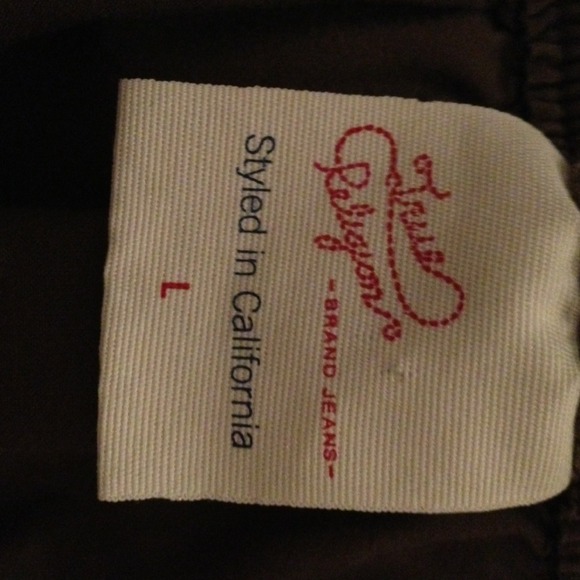 True
Religion
-BRAND JEANS-
Styled in California
L